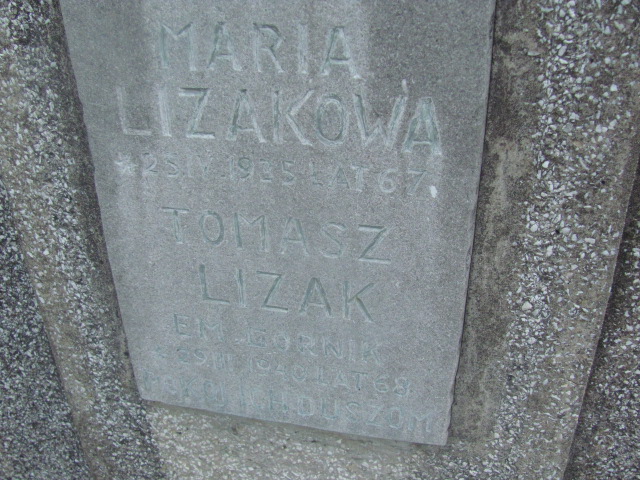 MARIA
LIZAKOWA
LAT 67
TOMASZ
LIZAK
EM. GÓRNIK
LAT 68
DUSZOM